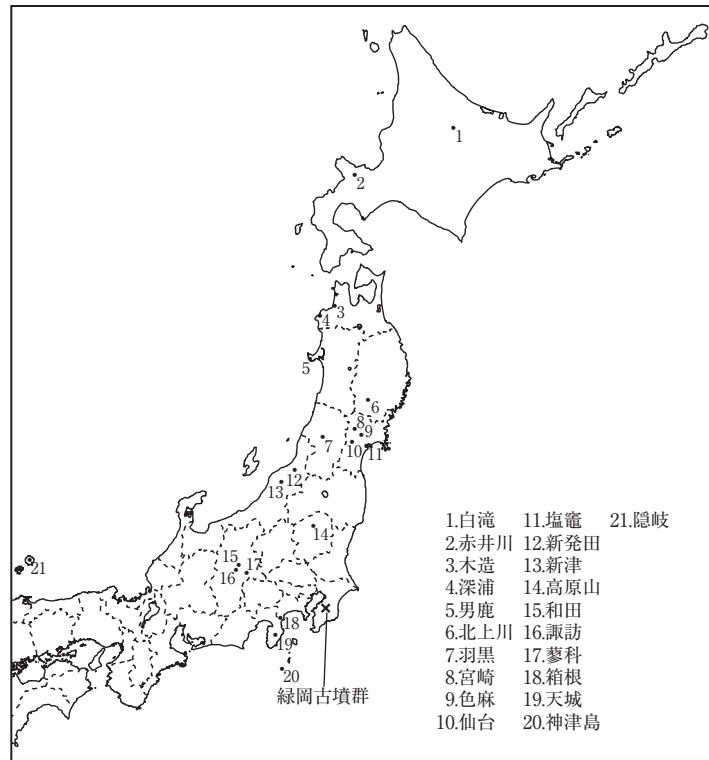 1
2
3
4
5
6
7
8
9
10
11
12
13
14
15
16
17
18
19
20
21
緑岡古墳群
1.白滝 11.塩竈 21.隠岐
2.赤井川 12.新発田
3.木造 13.新津
4.深浦 14.高原山
5.男鹿 15.和田
6.北上川 16.諏訪
7.羽黒 17.蓼科
8.宮崎 18.箱根
9.色麻 19.天城
10.仙台 20.神津島